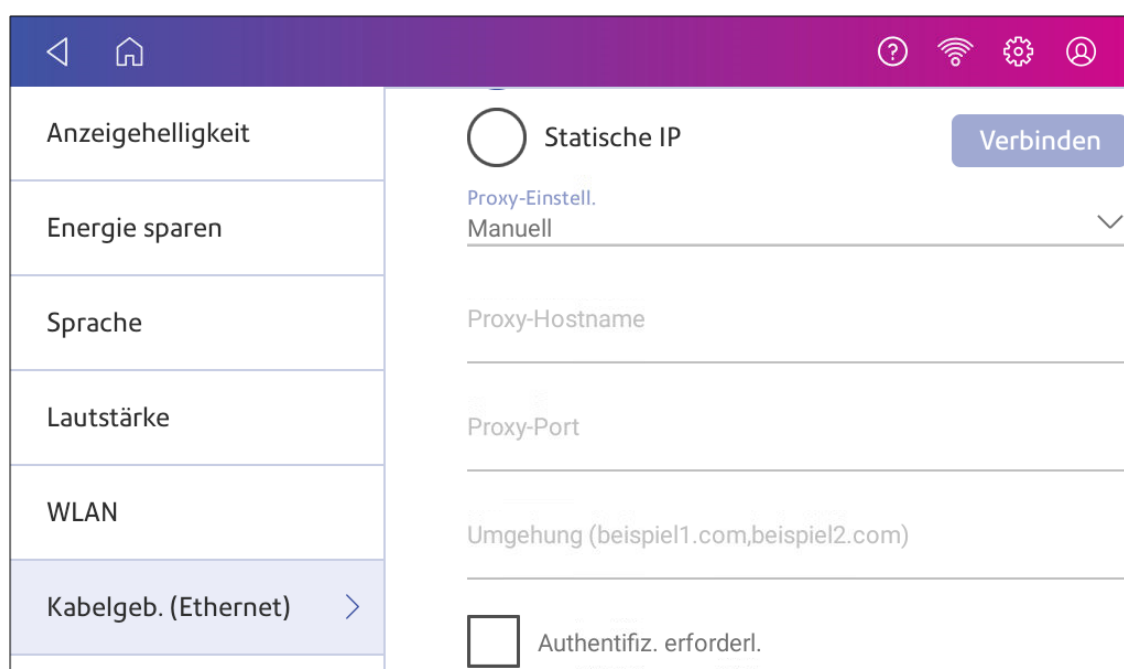 Anzeigehelligkeit
Energie sparen
Sprache
Lautstärke
WLAN
Kabelgeb. (Ethernet)
Statische IP
Verbinden
Proxy-Einstell.
Manuell
Proxy-Hostname
Proxy-Port
Umgehung (beispiel1.com,beispiel2.com)
Authentifiz. erforderl.